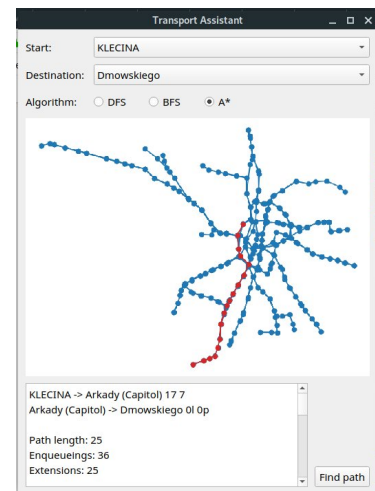 Transport Assistant
Start: KLECINA
Destination: Dmowskiego
Algorithm: DFS BFS A*
KLECINA -> Arkady (Capitol) 17 7
Arkady (Capitol) -> Dmowskiego 0l 0p
Path length: 25
Enqueueings: 36
Extensions: 25
Find path